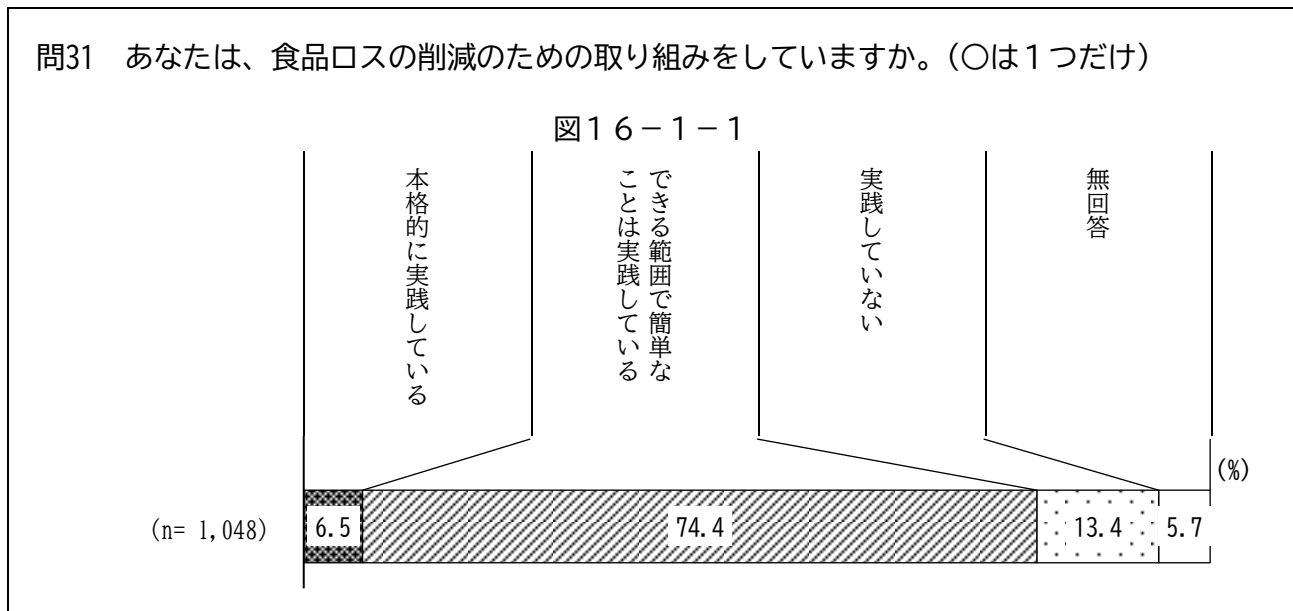 問31　あなたは、食品ロスの削減のための取り組みをしていますか。（○は１つだけ）
図１６－１－１
本格的に実践している
できる範囲で簡単な
ことは実践している
実践していない
無回答
(%)
(n= 1,048)
6.5
74.4
13.4
5.7